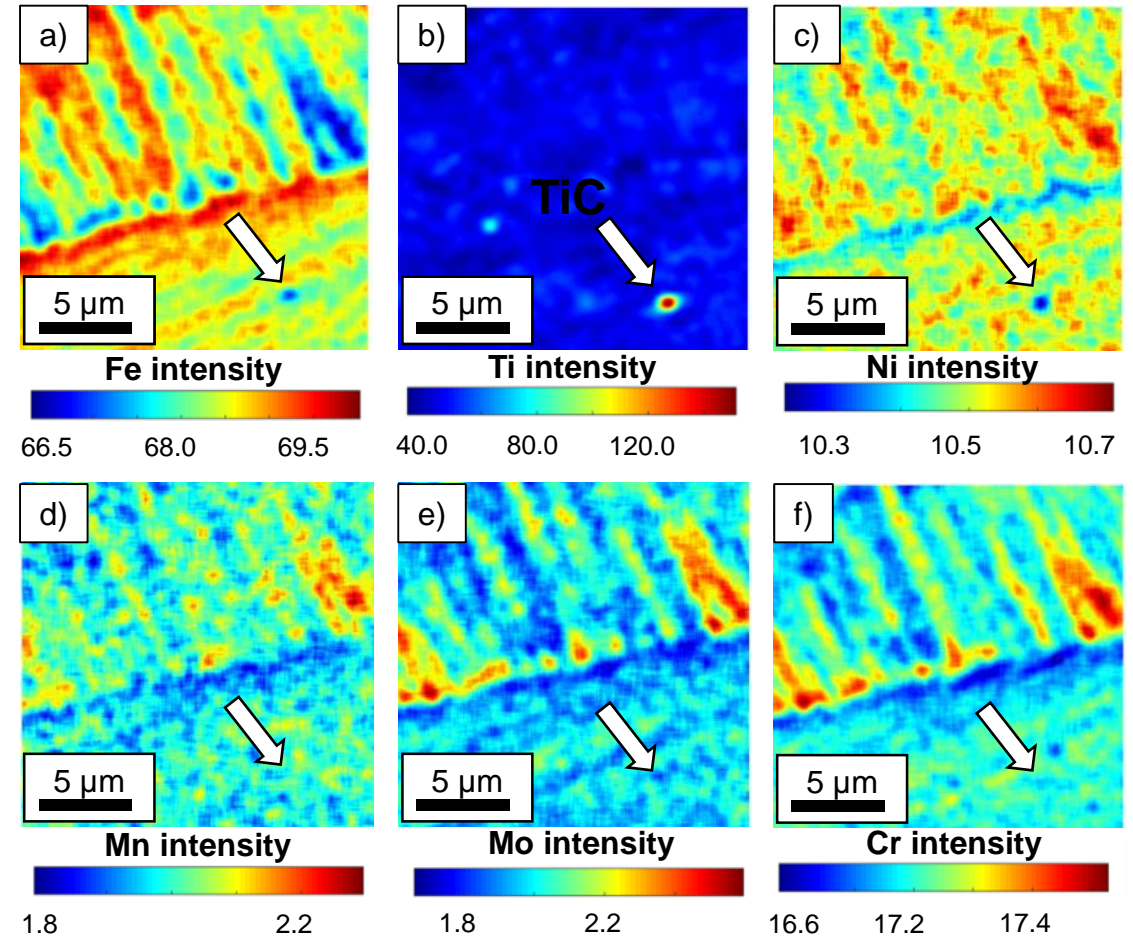 a)
b)
c)
TiC
5 µm
5 µm
5 µm
Fe intensity
Ti intensity
Ni intensity
66.5 68.0 69.5
40.0 80.0 120.0
10.3 10.5 10.7
d)
e)
f)
5 µm
5 µm
5 µm
Mn intensity
Mo intensity
Cr intensity
1.8 2.2
1.8 2.2
16.6 17.2 17.4